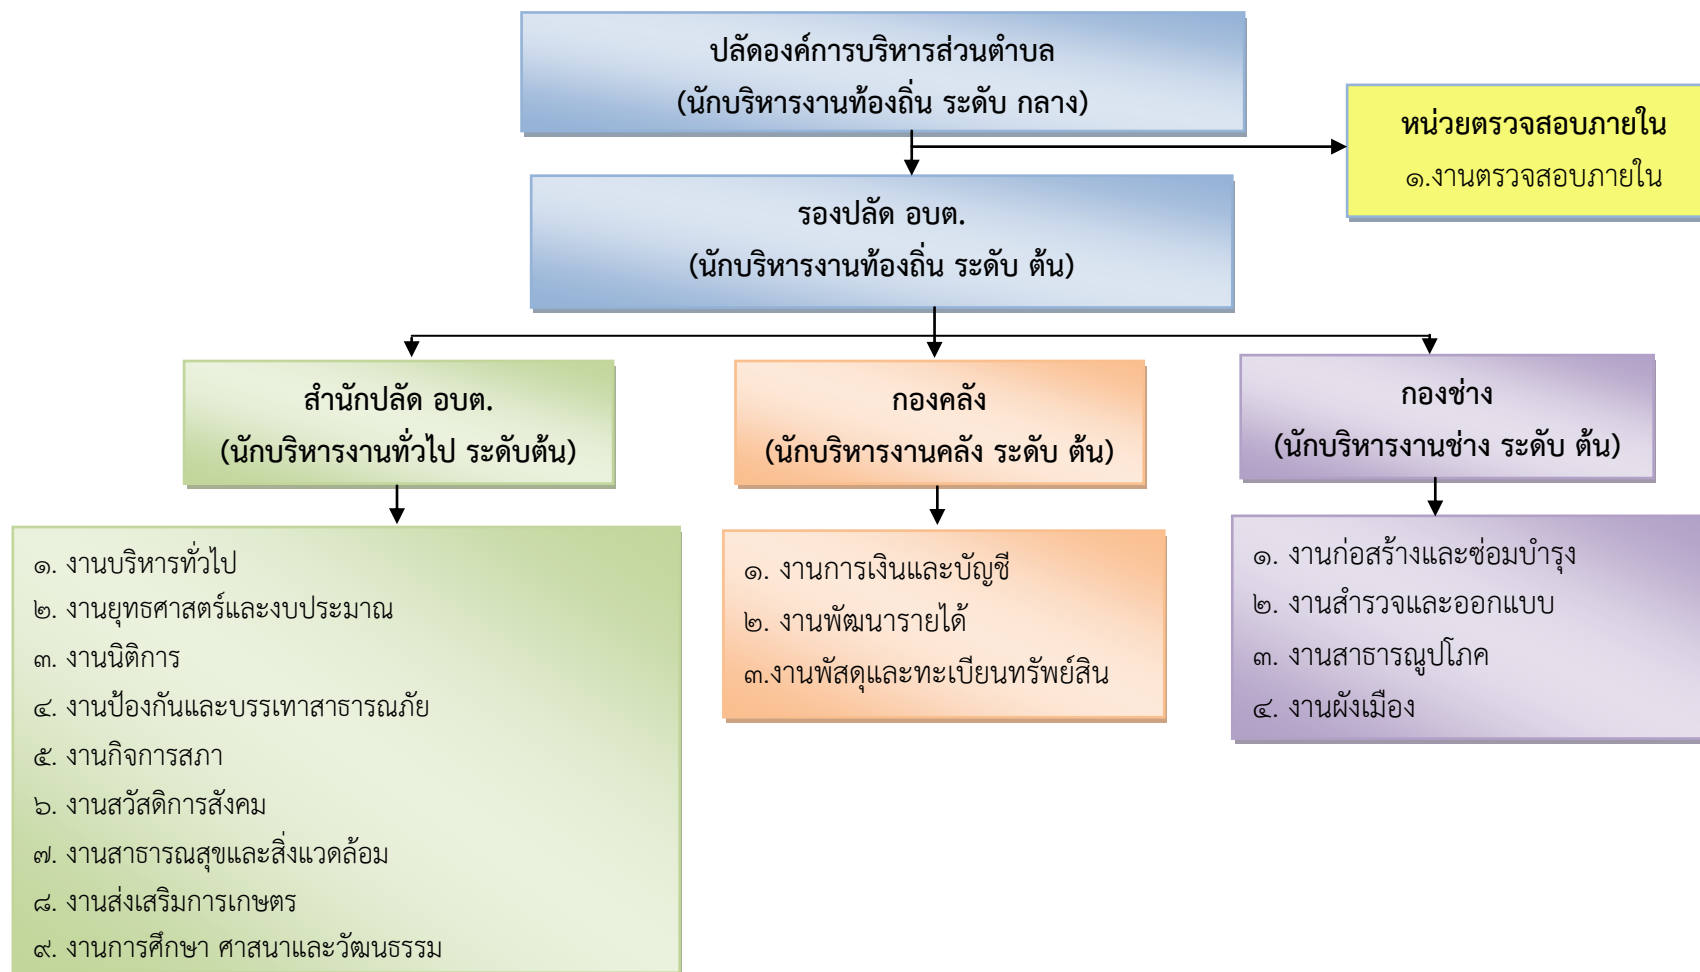 ปลัดองค์การบริหารส่วนตำบล
(นักบริหารงานท้องถิ่น ระดับ กลาง)
หน่วยตรวจสอบภายใน
๑.งานตรวจสอบภายใน
รองปลัด อบต.
(นักบริหารงานท้องถิ่น ระดับ ต้น)
สำนักปลัด อบต.
(นักบริหารงานทั่วไป ระดับต้น)
กองคลัง
(นักบริหารงานคลัง ระดับ ต้น)
กองช่าง
(นักบริหารงานช่าง ระดับ ต้น)
๑. งานบริหารทั่วไป
๒. งานยุทธศาสตร์และงบประมาณ
๓. งานนิติการ
๔. งานป้องกันและบรรเทาสาธารณภัย
๕. งานกิจการสภา
๖. งานสวัสดิการสังคม
๗. งานสาธารณสุขและสิ่งแวดล้อม
๘. งานส่งเสริมการเกษตร
๙. งานการศึกษา ศาสนาและวัฒนธรรม
๑. งานการเงินและบัญชี
๒. งานพัฒนารายได้
๓.งานพัสดุและทะเบียนทรัพย์สิน
๑. งานก่อสร้างและซ่อมบำรุง
๒. งานสำรวจและออกแบบ
๓. งานสาธารณูปโภค
๔. งานผังเมือง